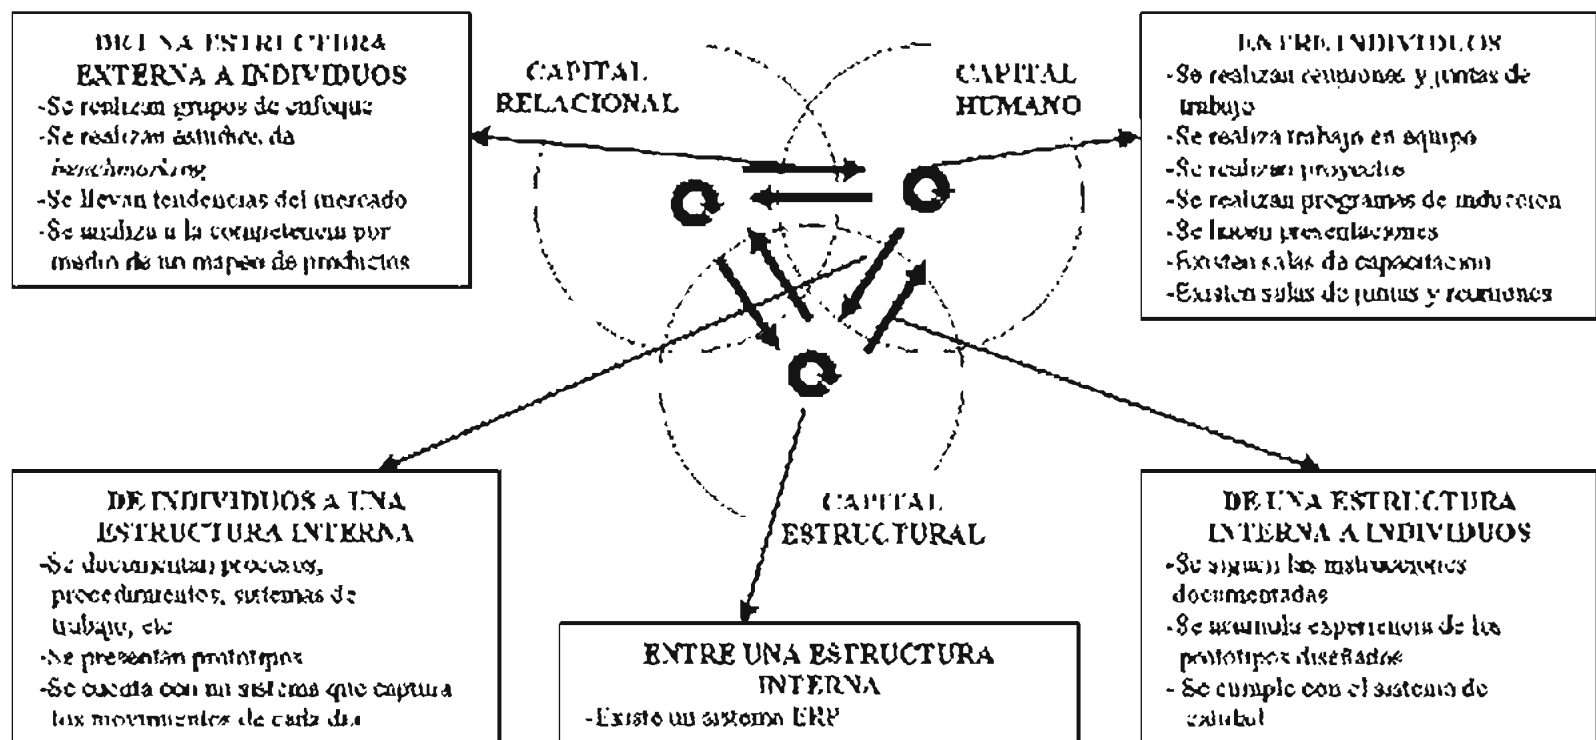 DE UNA ESTRUCTURA
EXTERNA A INDIVIDUOS
-Se realizan grupos de enfoque
-Se realizan estudios de
benchmarking
-Se llevan tendencias del mercado
-Se analiza a la competencia por
medio de un mapeo de productos
CAPITAL
RELACIONAL
CAPITAL
HUMANO
ENTRE INDIVIDUOS
-Se realizan reuniones y juntas de
trabajo
-Se realiza trabajo en equipo
-Se realizan proyectos
-Se realizan programas de induccion
-Se hacen presentaciones
-Existen salas de capacitacion
-Existen salas de juntas y reuniones
DE INDIVIDUOS A UNA
ESTRUCTURA INTERNA
-Se documentan procesos,
procedimientos, sistemas de
trabajo, etc
-Se presentan prototipos
-Se cuenta con un sistema que captura
los movimientos de cada dia
CAPITAL
ESTRUCTURAL
ENTRE UNA ESTRUCTURA
INTERNA
-Existe un sistema ERP
DE UNA ESTRUCTURA
INTERNA A INDIVIDUOS
-Se siguen las instrucciones
documentadas
-Se acumula experiencia de los
prototipos diseñados
- Se cumple con el sistema de
calidad